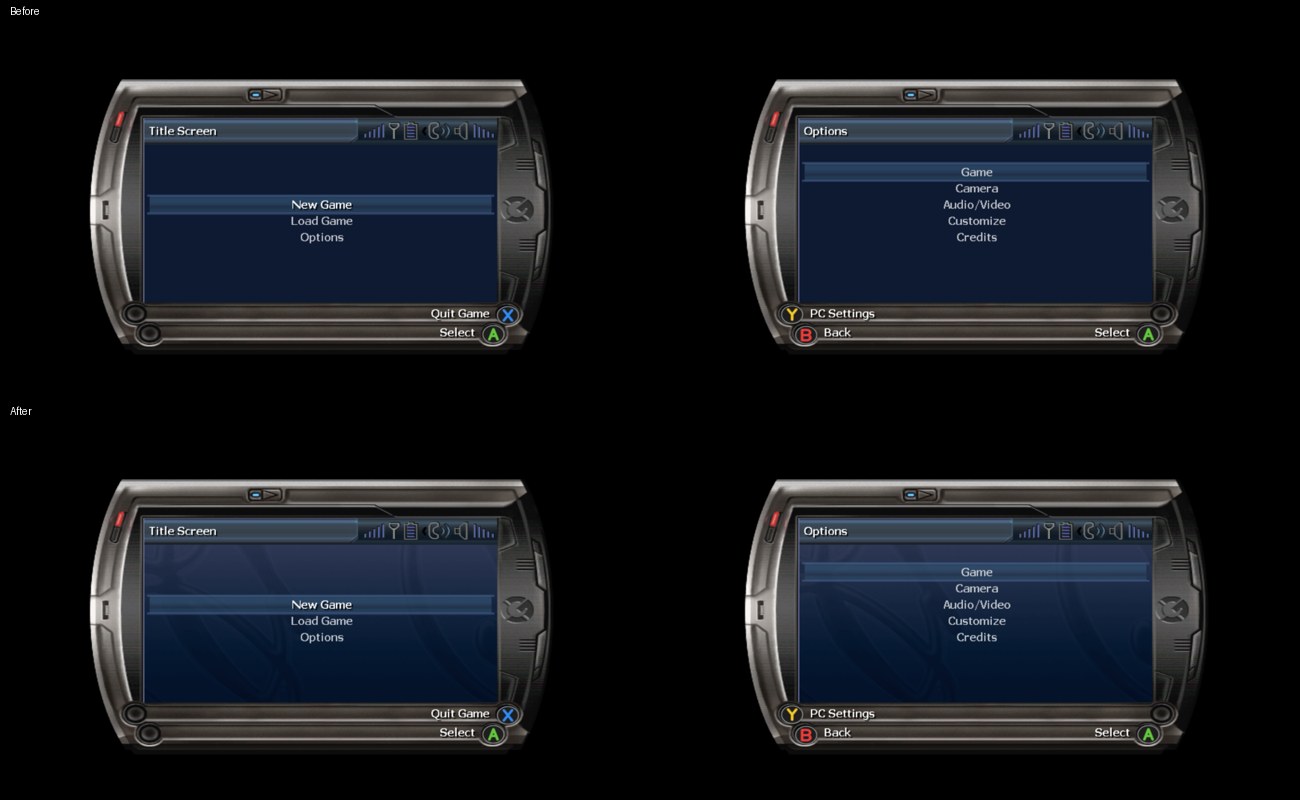 Before
Title Screen
New Game
Load Game
Options
Quit Game X
Select A
Options
Game
Camera
Audio/Video
Customize
Credits
Y PC Settings
B Back
Select A
After
Title Screen
New Game
Load Game
Options
Quit Game X
Select A
Options
Game
Camera
Audio/Video
Customize
Credits
Y PC Settings
B Back
Select A